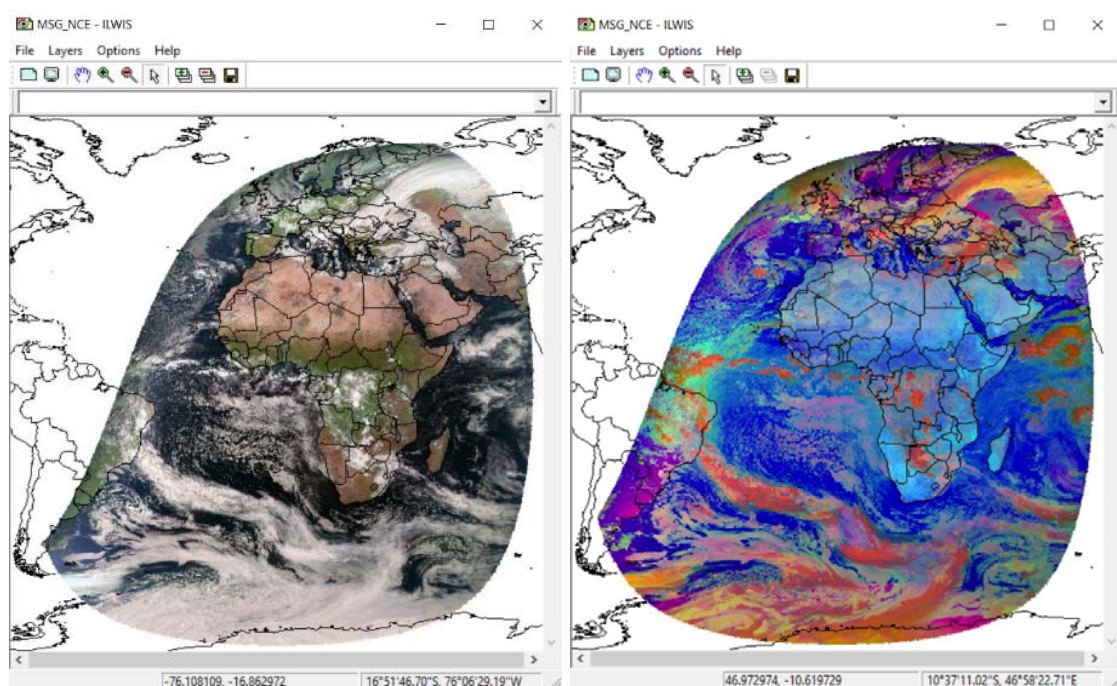 MSG_NCE - ILWIS
File Layers Options Help
-76.108109, -16.862972
16°51'46.70"S, 76°06'29.19"W
MSG_NCE - ILWIS
File Layers Options Help
46.972974, -10.619729
10°37'11.02"S, 46°58'22.71"E